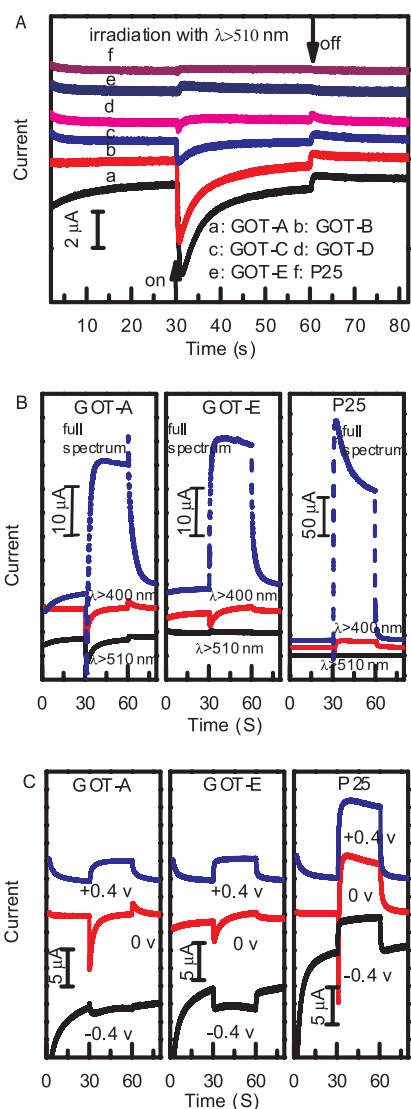 A
irradiation with λ>510 nm
off
f
e
d
c
b
a
2 μA
a: GOT-A b: GOT-B
c: GOT-C d: GOT-D
e: GOT-E f: P25
on
Current
10 20 30 40 50 60 70 80
Time (s)
B
GOT-A GOT-E P25
full spectrum
full spectrum
full spectrum
10 μA
10 μA
50 μA
λ>400 nm
λ>400 nm
λ>400 nm
λ>510 nm
λ>510 nm
λ>510 nm
Current
0 30 60 0 30 60 0 30 60
Time (S) Time (S) Time (S)
C
GOT-A GOT-E P25
+0.4 v
+0.4 v
+0.4 v
0 v
0 v
0 v
5 μA
5 μA
5 μA
-0.4 v
-0.4 v
-0.4 v
Current
0 30 60 0 30 60 0 30 60
Time (S) Time (S) Time (S)